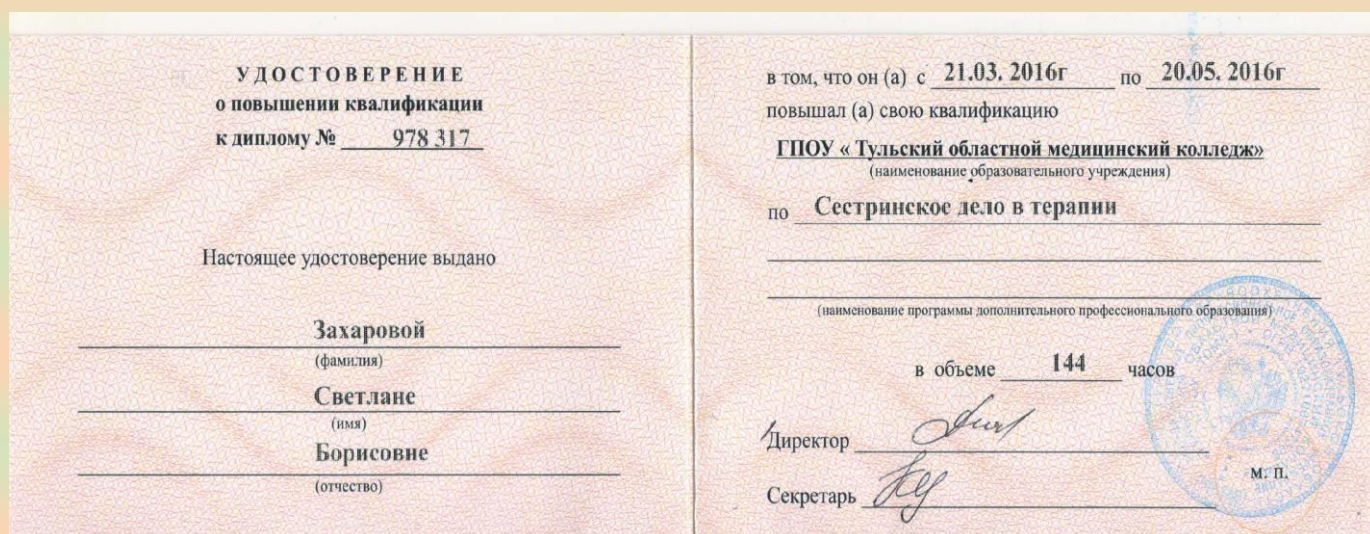 УДОСТОВЕРЕНИЕ
о повышении квалификации
к диплому № 978 317
Настоящее удостоверение выдано
Захаровой
(фамилия)
Светлане
(имя)
Борисовне
(отчество)
в том, что он (а) с 21.03. 2016г по 20.05. 2016г
повышал (а) свою квалификацию
ГПОУ « Тульский областной медицинский колледж»
(наименование образовательного учреждения)
по Сестринское дело в терапии
(наименование программы дополнительного профессионального образования)
в объеме 144 часов
Директор
Секретарь
м. п.